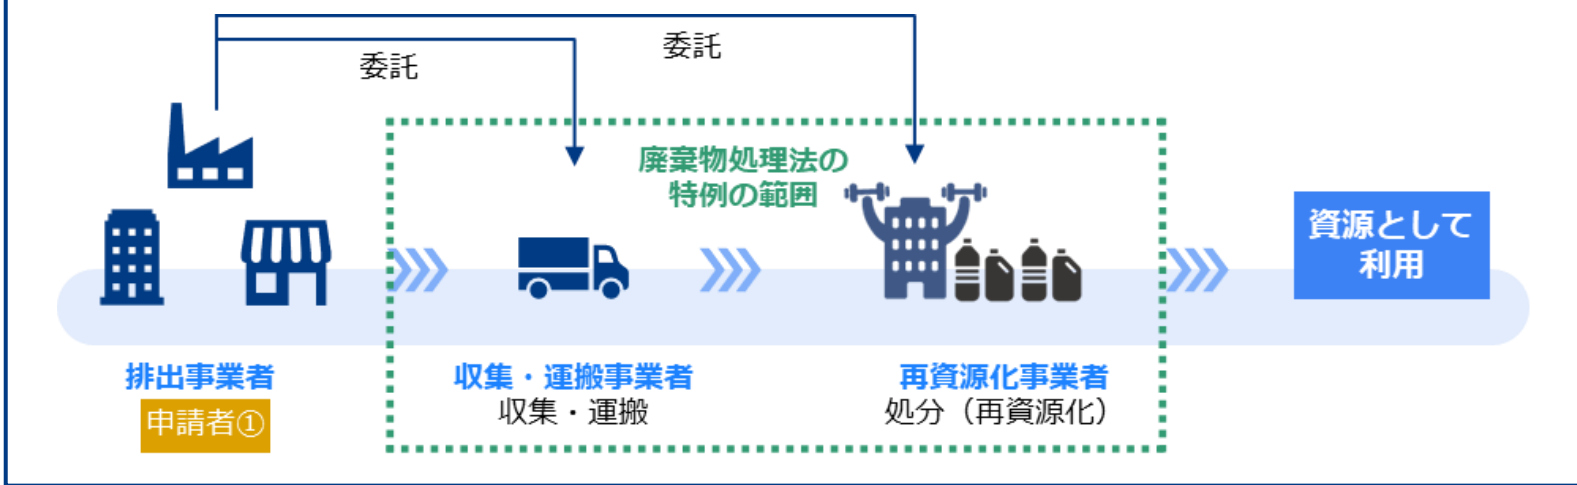 委託
委託
廃棄物処理法の
特例の範囲
資源として
利用
排出事業者
申請者①
収集・運搬事業者
収集・運搬
再資源化事業者
処分（再資源化）